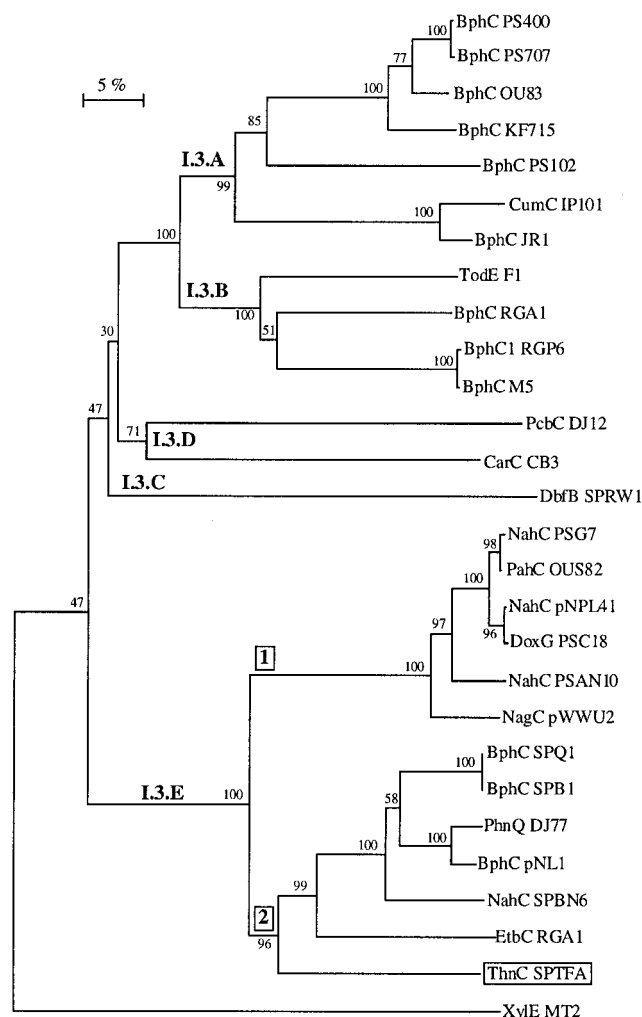 BphC PS400
100
BphC PS707
77
5 %
BphC OU83
100
BphC KF715
85
BphC PS102
I.3.A
99
CumC IP101
100
BphC JR1
100
TodE F1
I.3.B
100
BphC RGA1
51
BphC1 RGP6
100
BphC M5
30
47
PcbC DJ12
71
I.3.D
CarC CB3
I.3.C
DbfB SPRW1
NahC PSG7
98
PahC OUS82
100
NahC pNPL41
96
DoxG PSC18
97
47
1
100
NahC PSAN10
NagC pWWU2
BphC SPQ1
100
BphC SPB1
I.3.E
100
58
PhnQ DJ77
100
100
BphC pNL1
99
NahC SPBN6
2
96
EtbC RGA1
ThnC SPTFA
XylE MT2